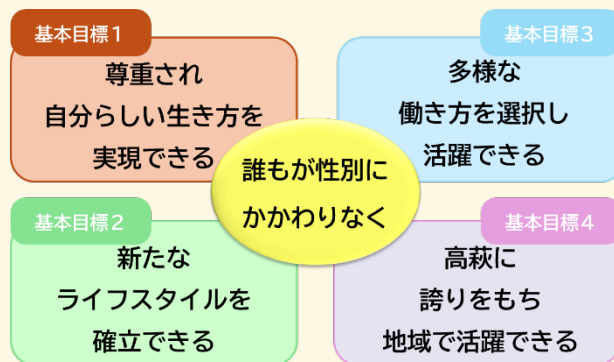 基本目標1
尊重され
自分らしい生き方を
実現できる
基本目標3
多様な
働き方を選択し
活躍できる
誰もが性別に
かかわりなく
基本目標2
新たな
ライフスタイルを
確立できる
基本目標4
高萩に
誇りをもち
地域で活躍できる